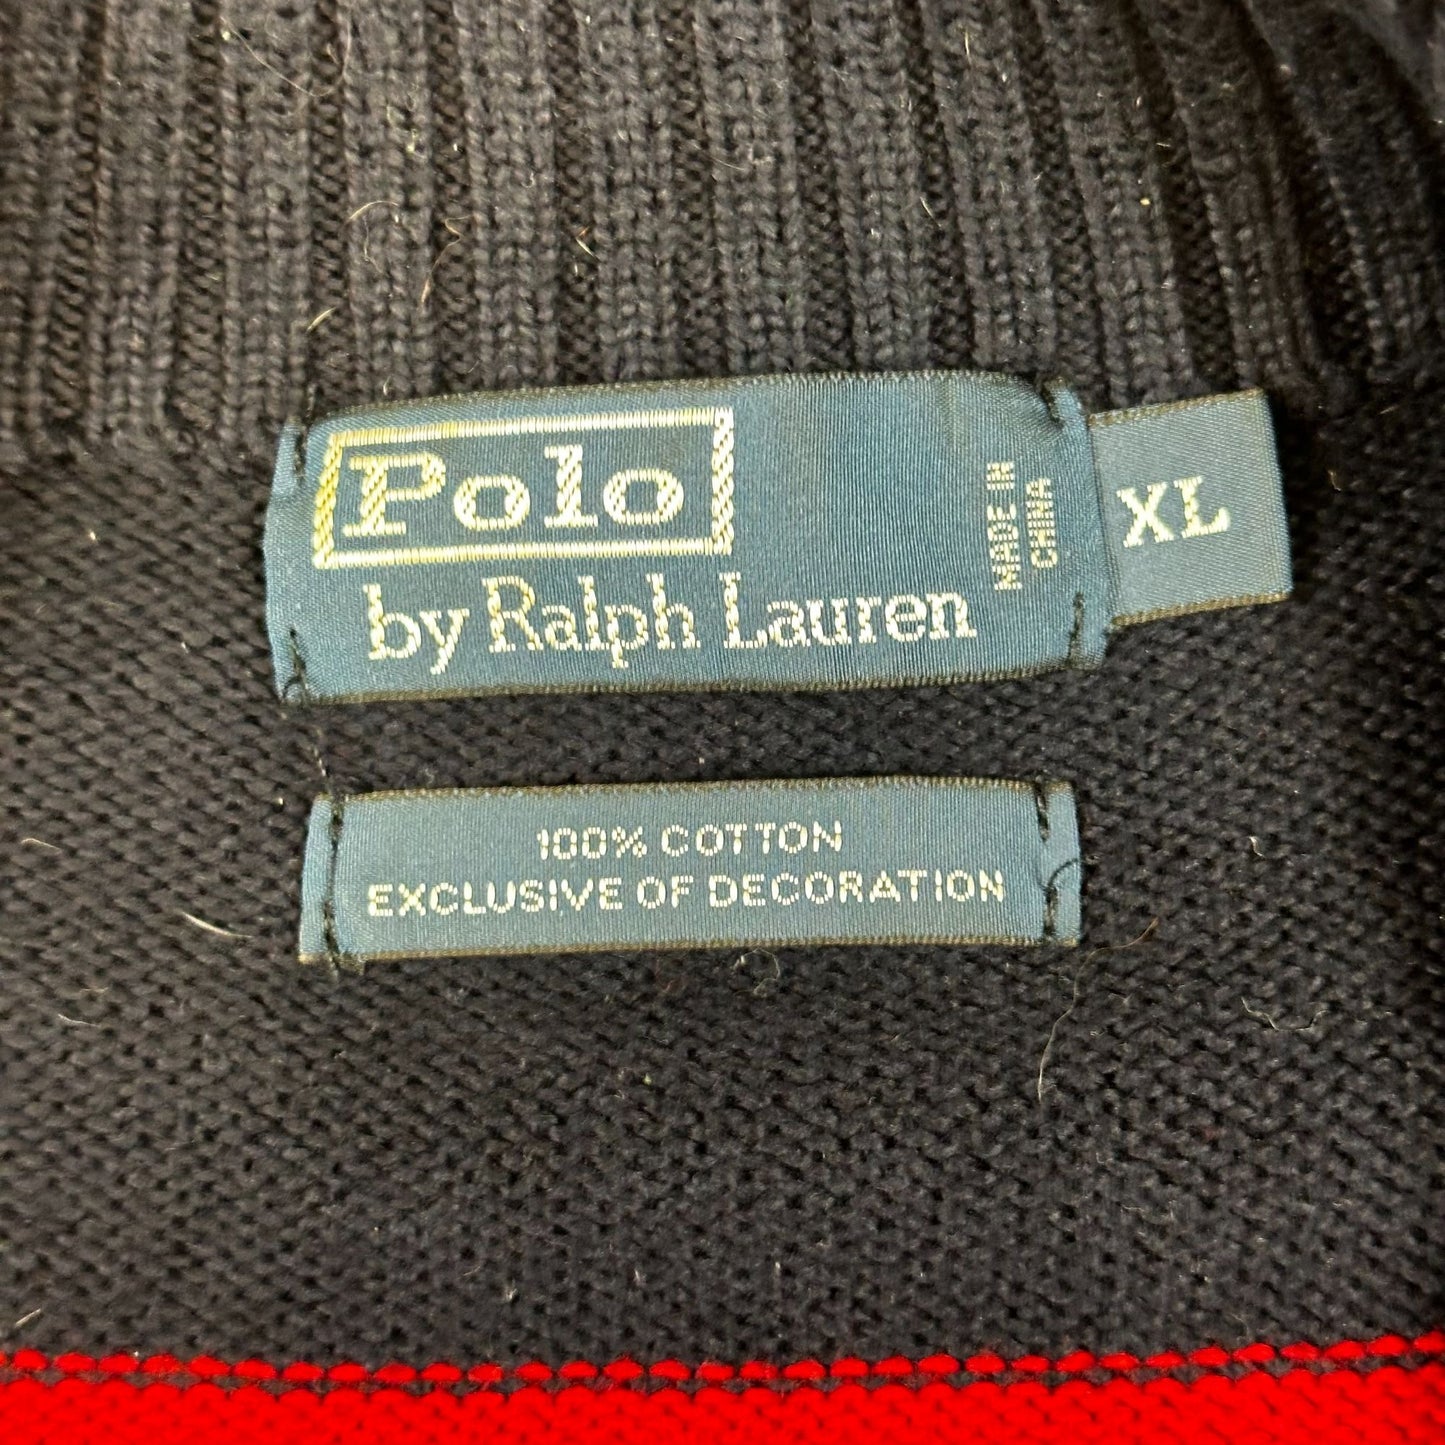 Polo
by Ralph Lauren
MADE IN
CHINA
XL
100% COTTON
EXCLUSIVE OF DECORATION